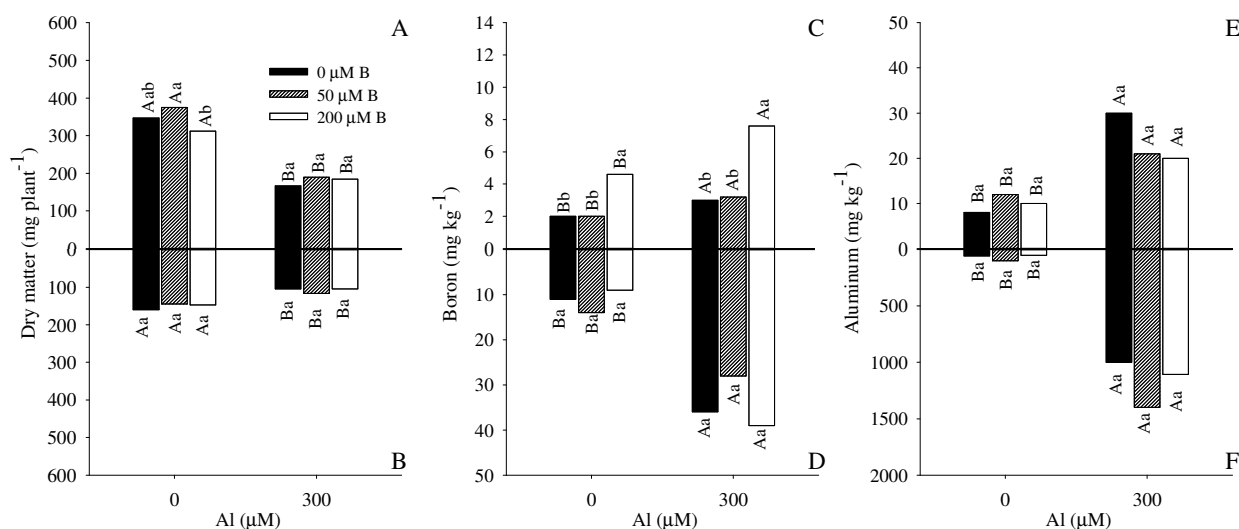 A
600
500
400
300
200
100
0
100
200
300
400
500
600
Dry matter (mg plant⁻¹)
0 µM B
50 µM B
200 µM B
Aab
Aa
Ab
Ba
Ba
Ba
Aa
Aa
Aa
Ba
Ba
Ba
B
0
300
Al (µM)
C
14
12
10
8
6
4
2
0
10
20
30
40
50
Boron (mg kg⁻¹)
Bb
Bb
Ba
Ab
Ab
Aa
Ba
Ba
Ba
Aa
Aa
Aa
D
0
300
Al (µM)
E
50
40
30
20
10
0
500
1000
1500
2000
Aluminum (mg kg⁻¹)
Ba
Ba
Ba
Aa
Aa
Aa
Ba
Ba
Ba
Aa
Aa
Aa
F
0
300
Al (µM)